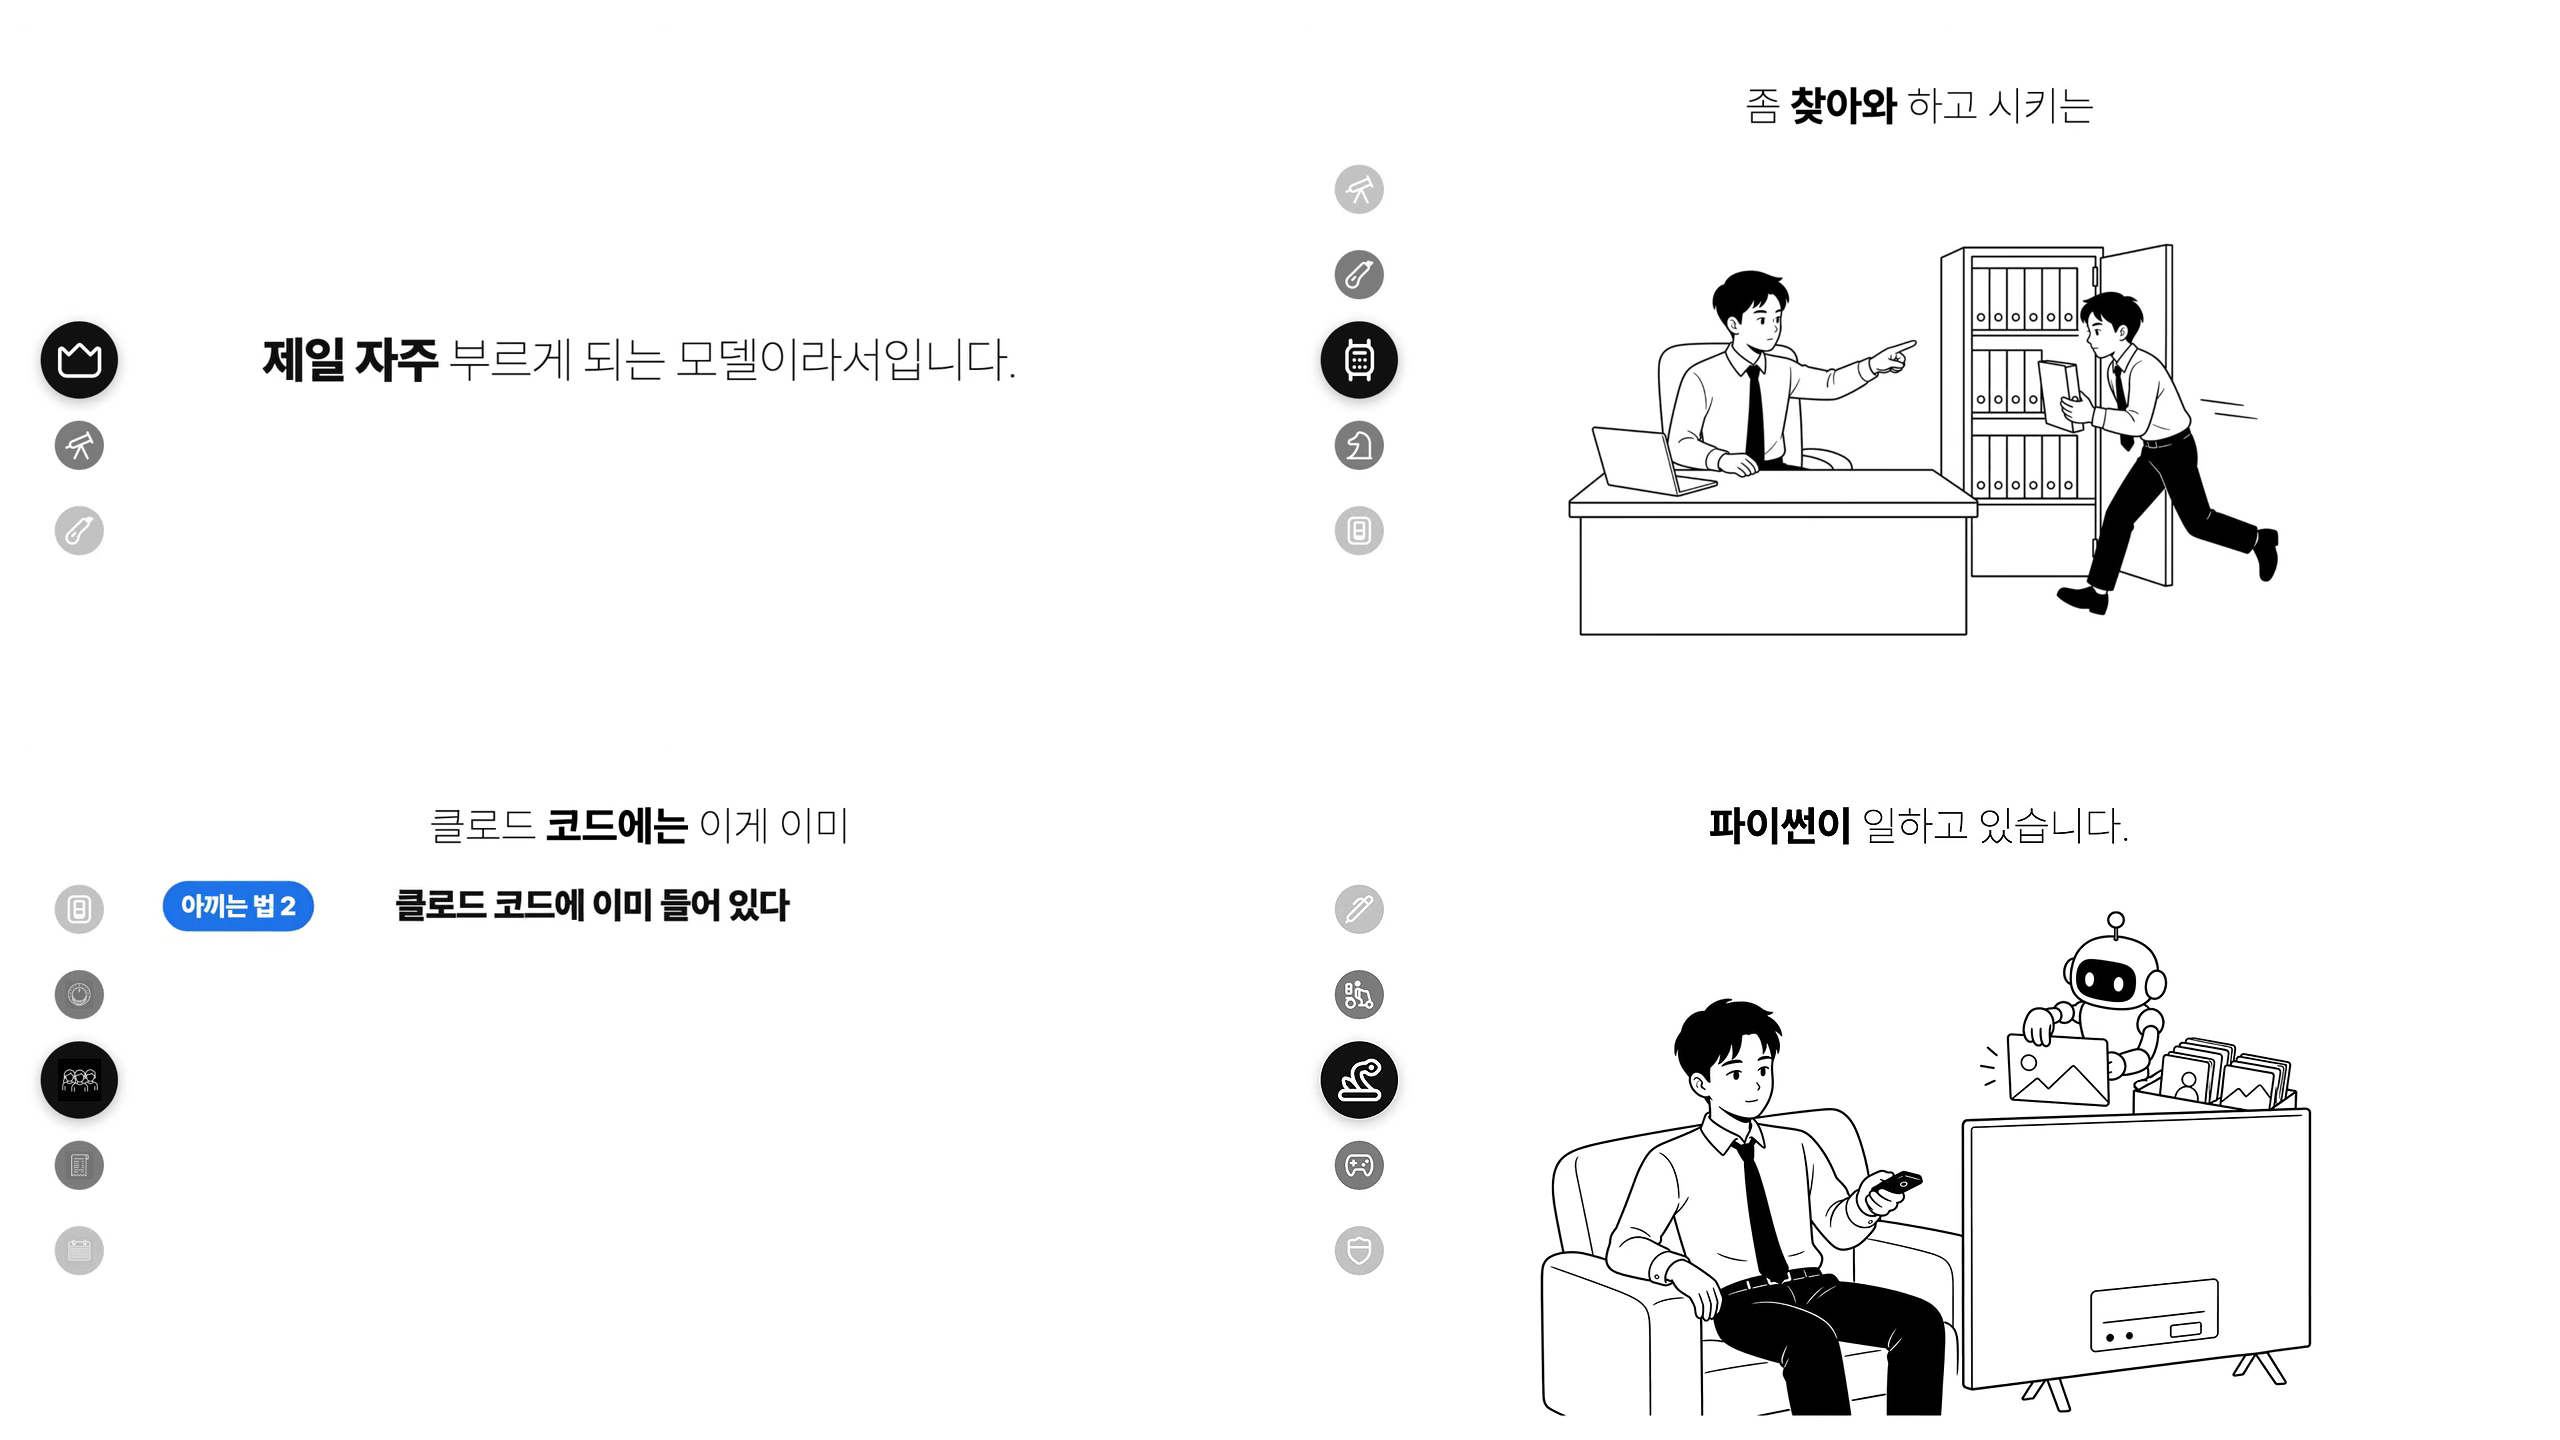 제일 자주 부르게 되는 모델이라서입니다.
좀 찾아와 하고 시키는
클로드 코드에는 이게 이미
아끼는 법 2
클로드 코드에 이미 들어 있다
파이썬이 일하고 있습니다.